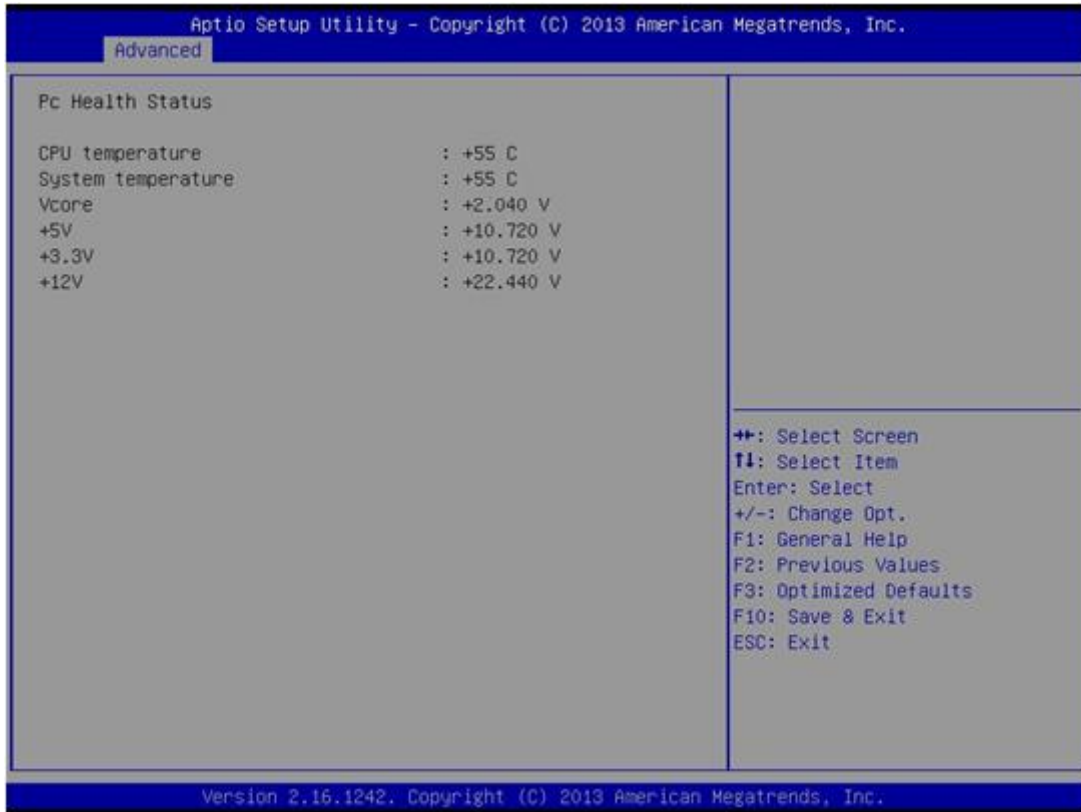 Aptio Setup Utility – Copyright (C) 2013 American Megatrends, Inc.
Advanced
Pc Health Status
CPU temperature : +55 C
System temperature : +55 C
Vcore : +2.040 V
+5V : +10.720 V
+3.3V : +10.720 V
+12V : +22.440 V
→←: Select Screen
↑↓: Select Item
Enter: Select
+/-: Change Opt.
F1: General Help
F2: Previous Values
F3: Optimized Defaults
F10: Save & Exit
ESC: Exit
Version 2.16.1242. Copyright (C) 2013 American Megatrends, Inc.